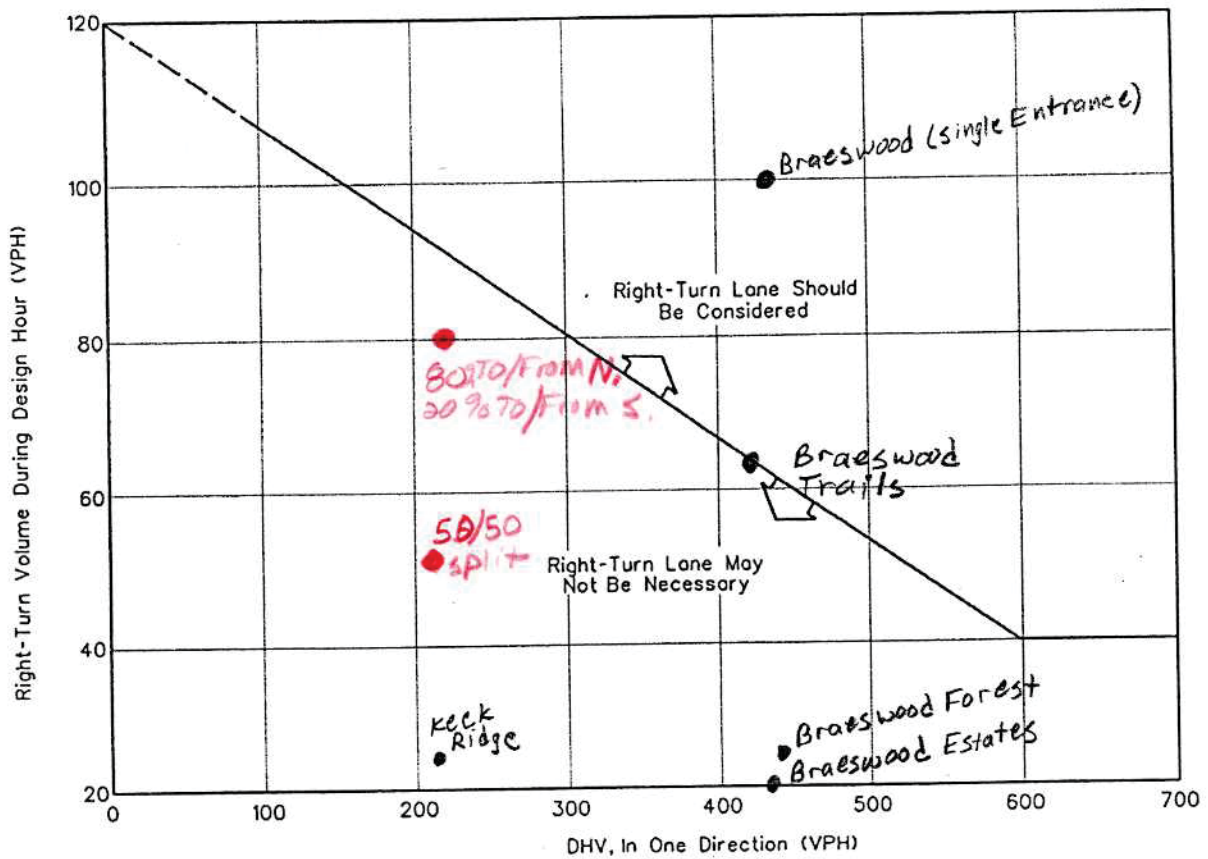 120
100
80
60
40
20
0
100
200
300
400
500
600
700
Right-Turn Volume During Design Hour (VPH)
DHV, In One Direction (VPH)
Braeswood (single Entrance)
Right-Turn Lane Should
Be Considered
80% TO/From N.
20% TO/From S.
Braeswood
Trails
50/50
split
Right-Turn Lane May
Not Be Necessary
Keck
Ridge
Braeswood Forest
Braeswood Estates